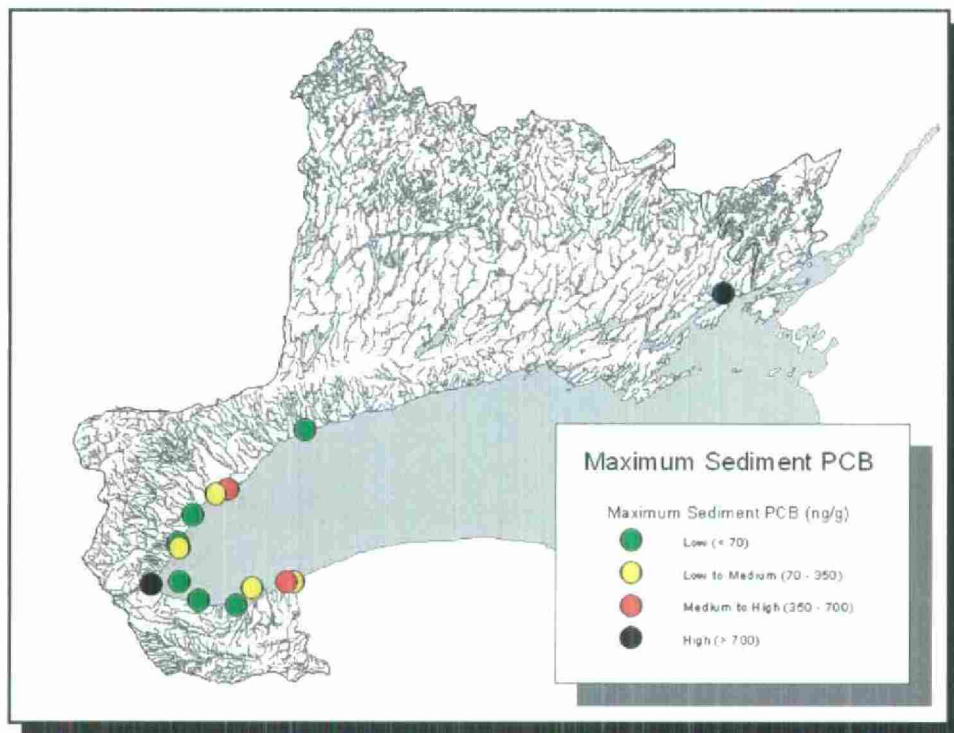 Maximum Sediment PCB
Maximum Sediment PCB (ng/g)
Low (< 70)
Low to Medium (70 - 350)
Medium to High (350 - 700)
High (> 700)